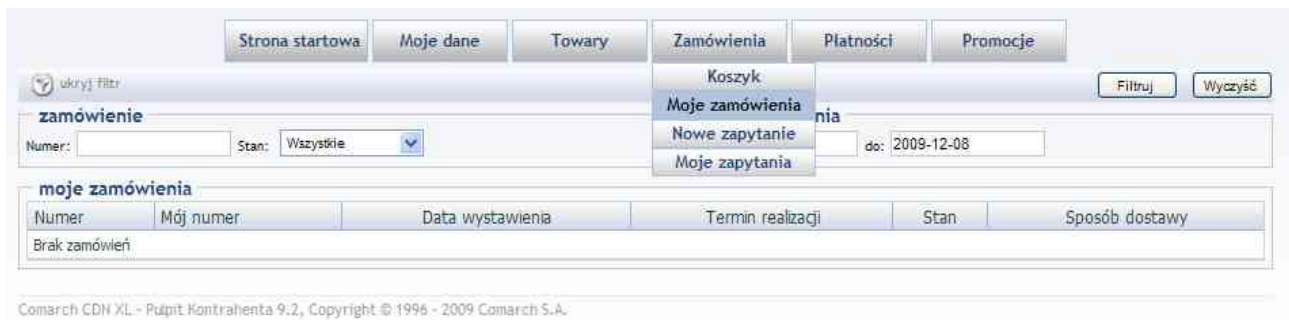 Strona startowa Moje dane Towary Zamówienia Płatności Promocje
Koszyk
ukryj filtr Filtruj Wyczyść
Moje zamówienia
zamówienie nia
Nowe zapytanie
Numer: Stan: Wszystkie do: 2009-12-08
Moje zapytania
moje zamówienia
Numer Mój numer Data wystawienia Termin realizacji Stan Sposób dostawy
Brak zamówień
Comarch CDN XL - Pulpit Kontrahenta 9.2, Copyright © 1996 - 2009 Comarch S.A.